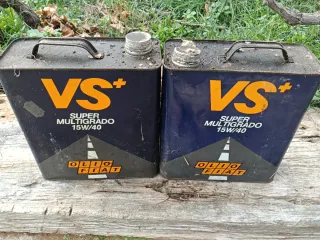 VS+
SUPER
MULTIGRADO
15W/40
OLIO
FIAT
VS+
SUPER
MULTIGRADO
15W/40
OLIO
FIAT